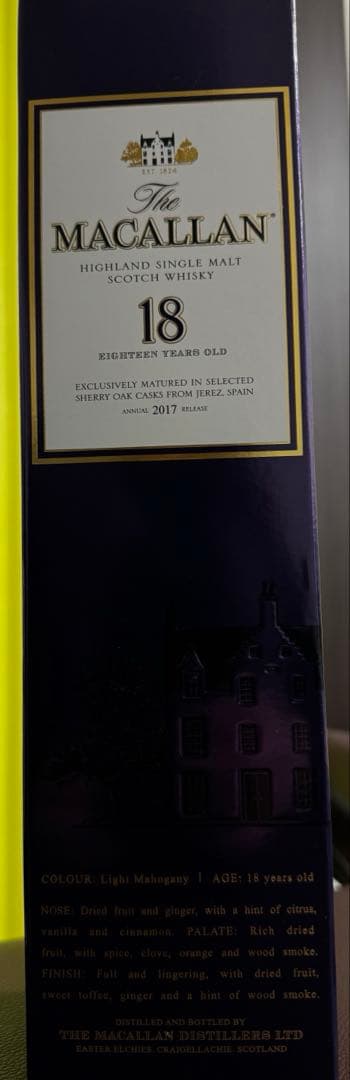 EST. 1824
The
MACALLAN®
HIGHLAND SINGLE MALT
SCOTCH WHISKY
18
EIGHTEEN YEARS OLD
EXCLUSIVELY MATURED IN SELECTED
SHERRY OAK CASKS FROM JEREZ, SPAIN
ANNUAL 2017 RELEASE
COLOUR: Light Mahogany | AGE: 18 years old
NOSE: Dried fruit and ginger, with a hint of citrus,
vanilla and cinnamon. PALATE: Rich dried
fruit, with spice, clove, orange and wood smoke.
FINISH: Full and lingering, with dried fruit,
sweet toffee, ginger and a hint of wood smoke.
DISTILLED AND BOTTLED BY
THE MACALLAN DISTILLERS LTD
EASTER ELCHIES, CRAIGELLACHIE, SCOTLAND